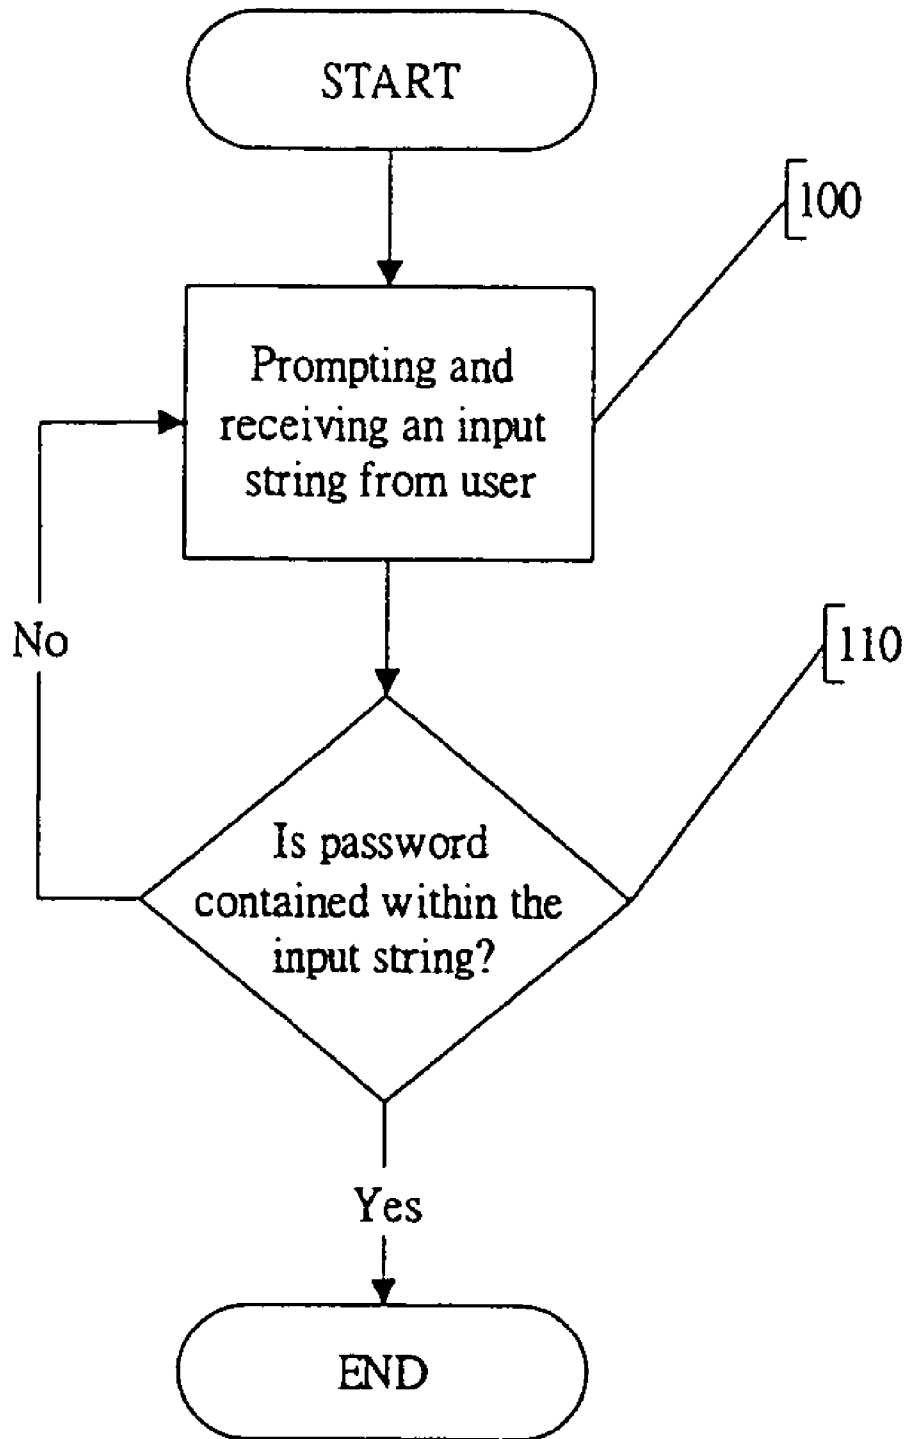 START
100
Prompting and
receiving an input
string from user
No
110
Is password
contained within the
input string?
Yes
END